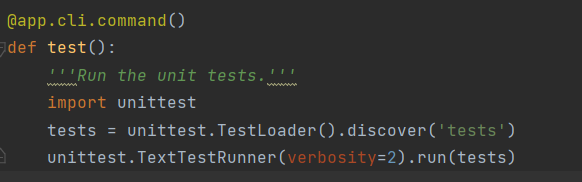 @app.cli.command()
def test():
    '''Run the unit tests.'''
    import unittest
    tests = unittest.TestLoader().discover('tests')
    unittest.TextTestRunner(verbosity=2).run(tests)